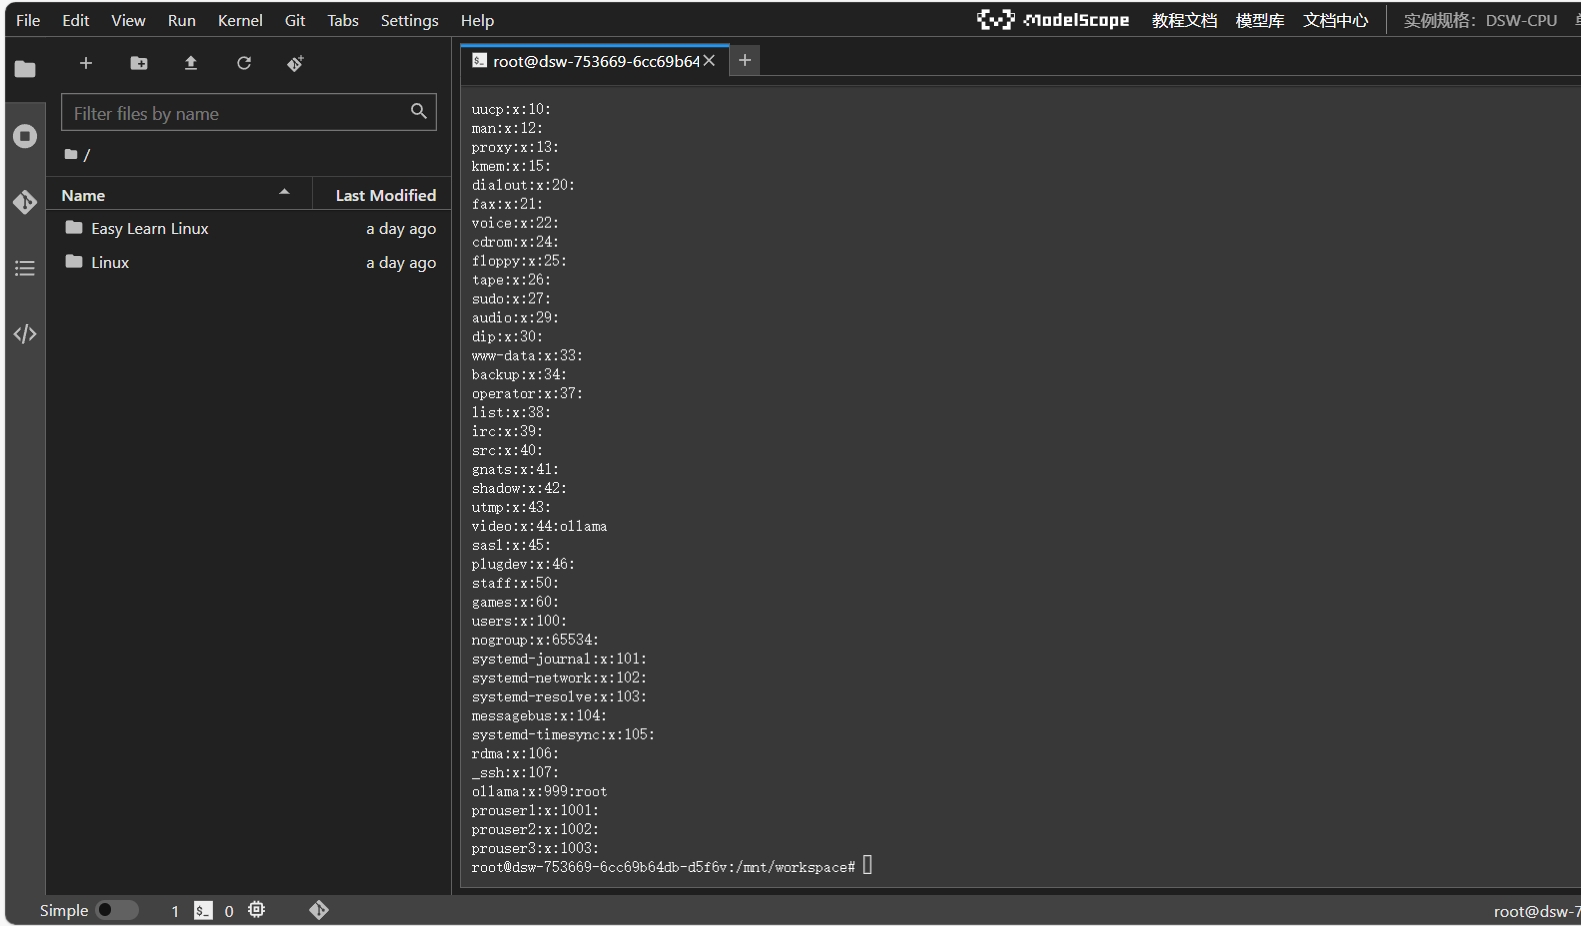 File Edit View Run Kernel Git Tabs Settings Help
ModelScope 教程文档 模型库 文档中心 实例规格：DSW-CPU
root@dsw-753669-6cc69b64
Filter files by name
/
Name Last Modified
Easy Learn Linux a day ago
Linux a day ago
uucp:x:10:
man:x:12:
proxy:x:13:
kmem:x:15:
dialout:x:20:
fax:x:21:
voice:x:22:
cdrom:x:24:
floppy:x:25:
tape:x:26:
sudo:x:27:
audio:x:29:
dip:x:30:
www-data:x:33:
backup:x:34:
operator:x:37:
list:x:38:
irc:x:39:
src:x:40:
gnats:x:41:
shadow:x:42:
utmp:x:43:
video:x:44:ollama
sasl:x:45:
plugdev:x:46:
staff:x:50:
games:x:60:
users:x:100:
nogroup:x:65534:
systemd-journal:x:101:
systemd-network:x:102:
systemd-resolve:x:103:
messagebus:x:104:
systemd-timesync:x:105:
rdma:x:106:
_ssh:x:107:
ollama:x:999:root
prouser1:x:1001:
prouser2:x:1002:
prouser3:x:1003:
root@dsw-753669-6cc69b64db-d5f6v:/mnt/workspace#
Simple 1 $_ 0 root@dsw-7